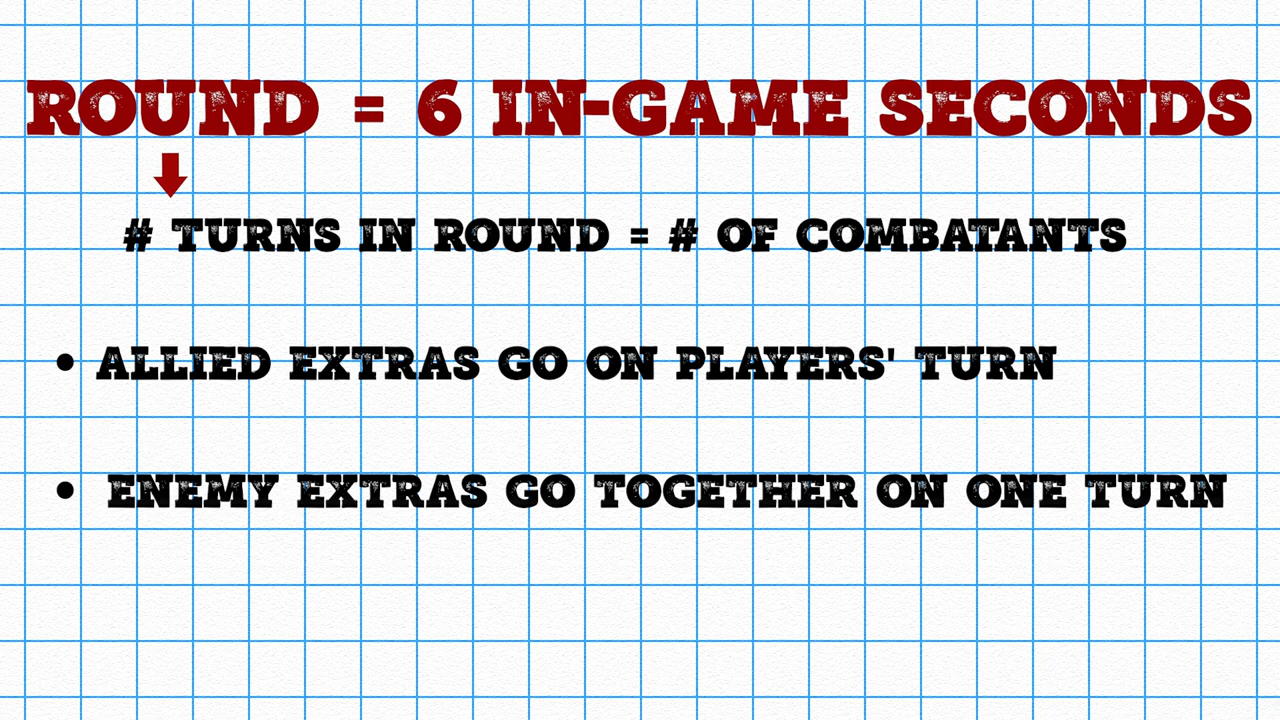 ROUND = 6 IN-GAME SECONDS
# TURNS IN ROUND = # OF COMBATANTS
• ALLIED EXTRAS GO ON PLAYERS' TURN
• ENEMY EXTRAS GO TOGETHER ON ONE TURN